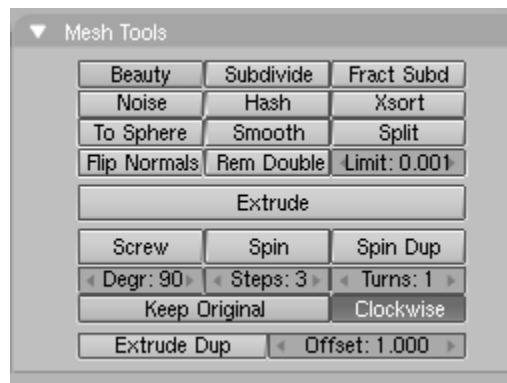 Mesh Tools
Beauty Subdivide Fract Subd
Noise Hash Xsort
To Sphere Smooth Split
Flip Normals Rem Double Limit: 0.001
Extrude
Screw Spin Spin Dup
Degr: 90 Steps: 3 Turns: 1
Keep Original Clockwise
Extrude Dup Offset: 1.000